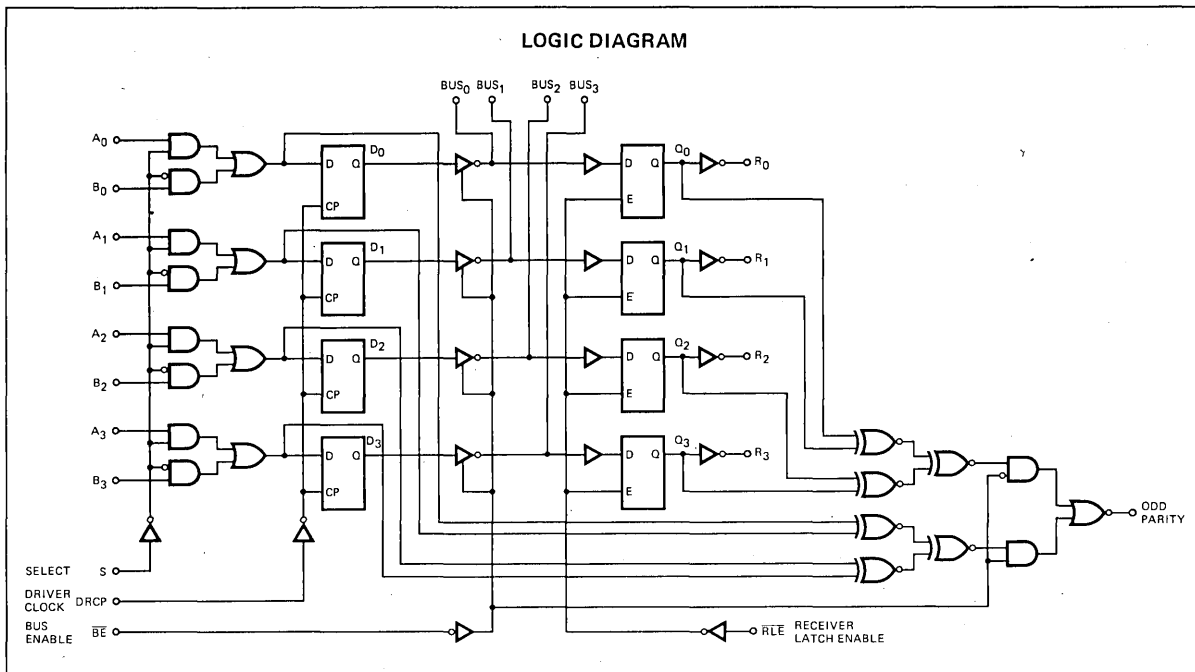 LOGIC DIAGRAM
BUS₀ BUS₁ BUS₂ BUS₃
A₀
B₀
D Q D₀
CP
D Q Q₀
E
R₀
A₁
B₁
D Q D₁
CP
D Q Q₁
E
R₁
A₂
B₂
D Q D₂
CP
D Q Q₂
E
R₂
A₃
B₃
D Q D₃
CP
D Q Q₃
E
R₃
ODD
PARITY
SELECT S
DRIVER
CLOCK DRCP
BUS
ENABLE B̅E̅
R̅L̅E̅ RECEIVER
LATCH ENABLE